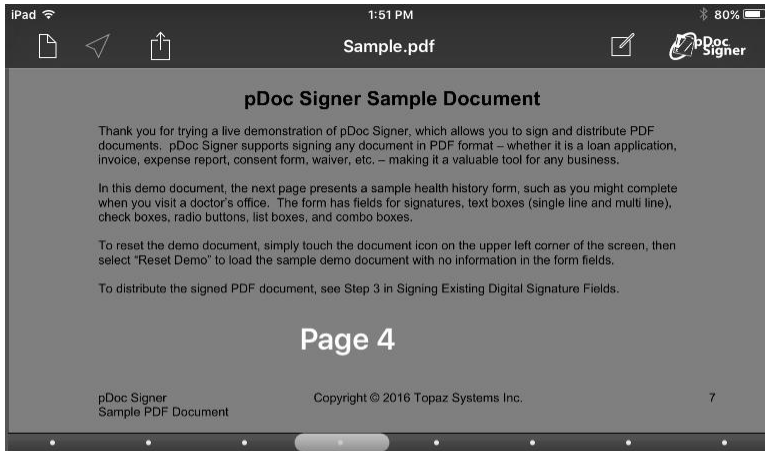 iPad 1:51 PM 80%
Sample.pdf pDoc Signer
pDoc Signer Sample Document
Thank you for trying a live demonstration of pDoc Signer, which allows you to sign and distribute PDF
documents.  pDoc Signer supports signing any document in PDF format – whether it is a loan application,
invoice, expense report, consent form, waiver, etc. – making it a valuable tool for any business.
In this demo document, the next page presents a sample health history form, such as you might complete
when you visit a doctor's office.  The form has fields for signatures, text boxes (single line and multi line),
check boxes, radio buttons, list boxes, and combo boxes.
To reset the demo document, simply touch the document icon on the upper left corner of the screen, then
select “Reset Demo” to load the sample demo document with no information in the form fields.
To distribute the signed PDF document, see Step 3 in Signing Existing Digital Signature Fields.
Page 4
pDoc Signer Copyright © 2016 Topaz Systems Inc. 7
Sample PDF Document